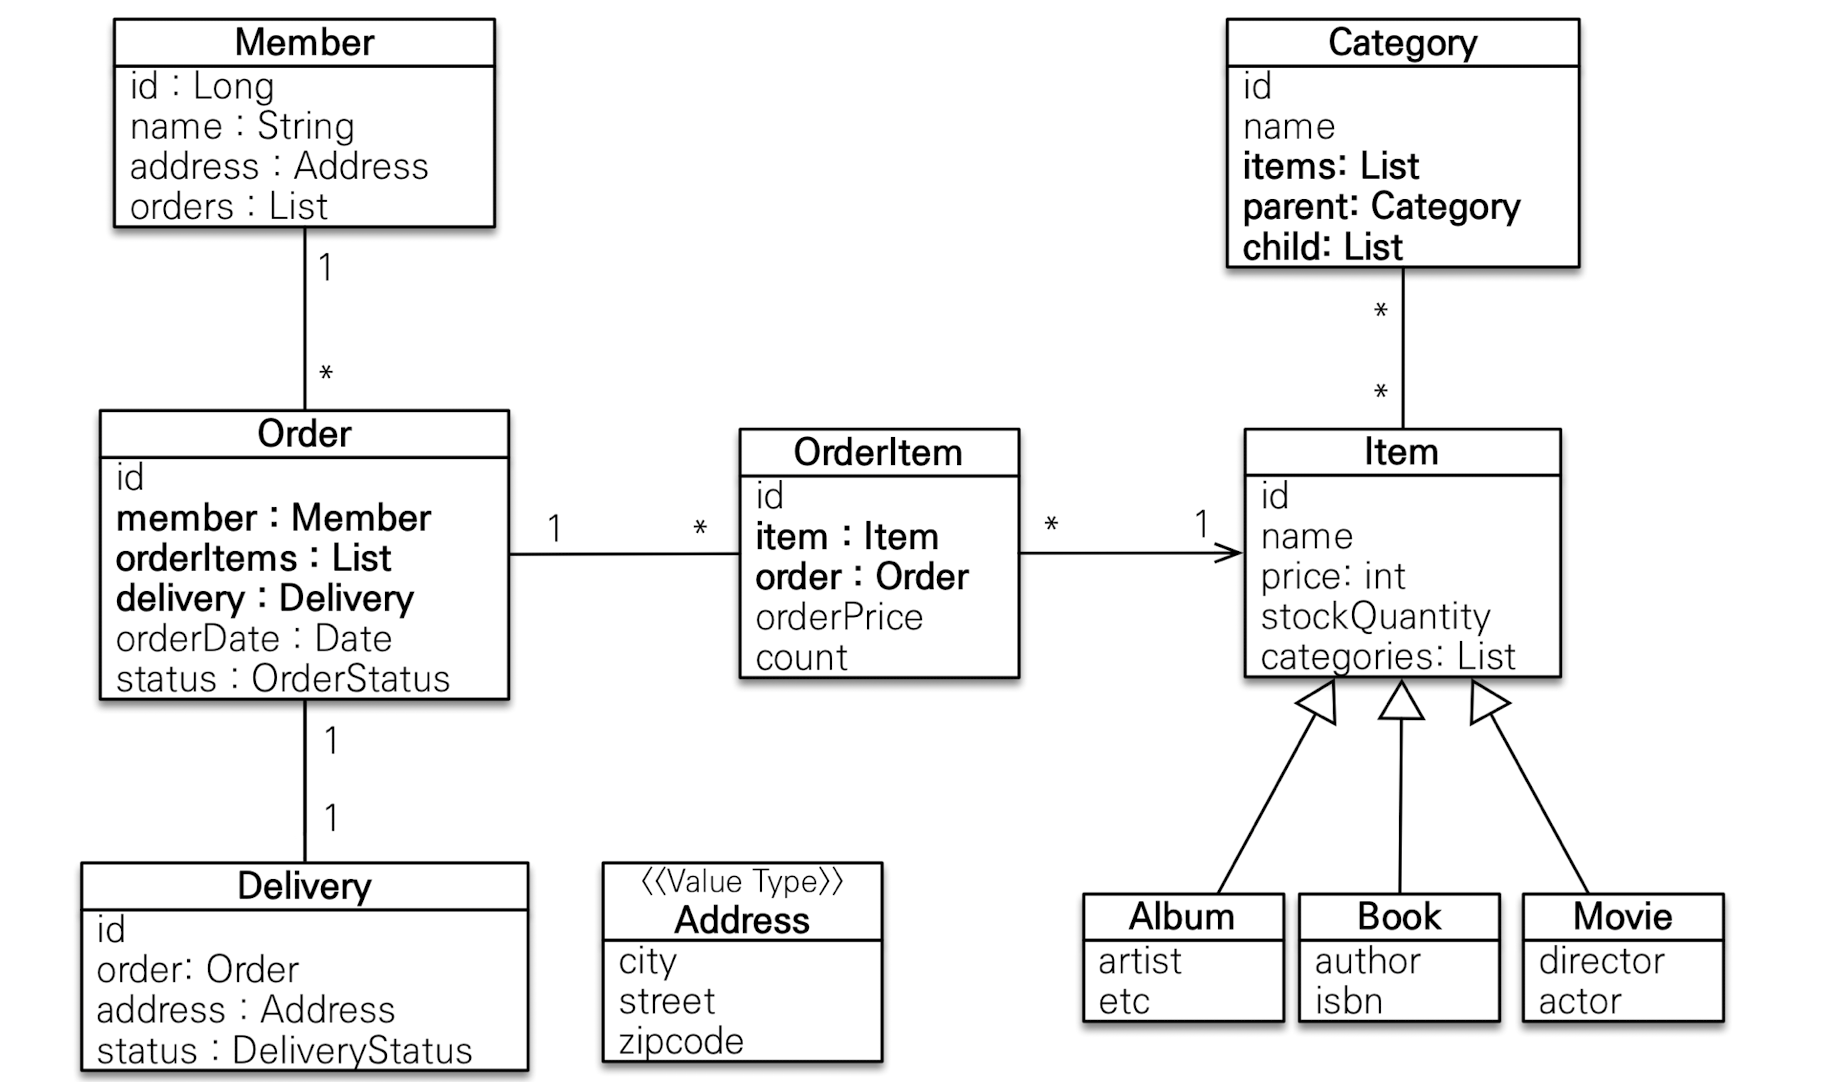 Member
id : Long
name : String
address : Address
orders : List
1
*
Order
id
member : Member
orderItems : List
delivery : Delivery
orderDate : Date
status : OrderStatus
1
*
OrderItem
id
item : Item
order : Order
orderPrice
count
*
1
Category
id
name
items: List
parent: Category
child: List
*
*
Item
id
name
price: int
stockQuantity
categories: List
1
1
Delivery
id
order: Order
address : Address
status : DeliveryStatus
<<Value Type>>
Address
city
street
zipcode
Album
artist
etc
Book
author
isbn
Movie
director
actor